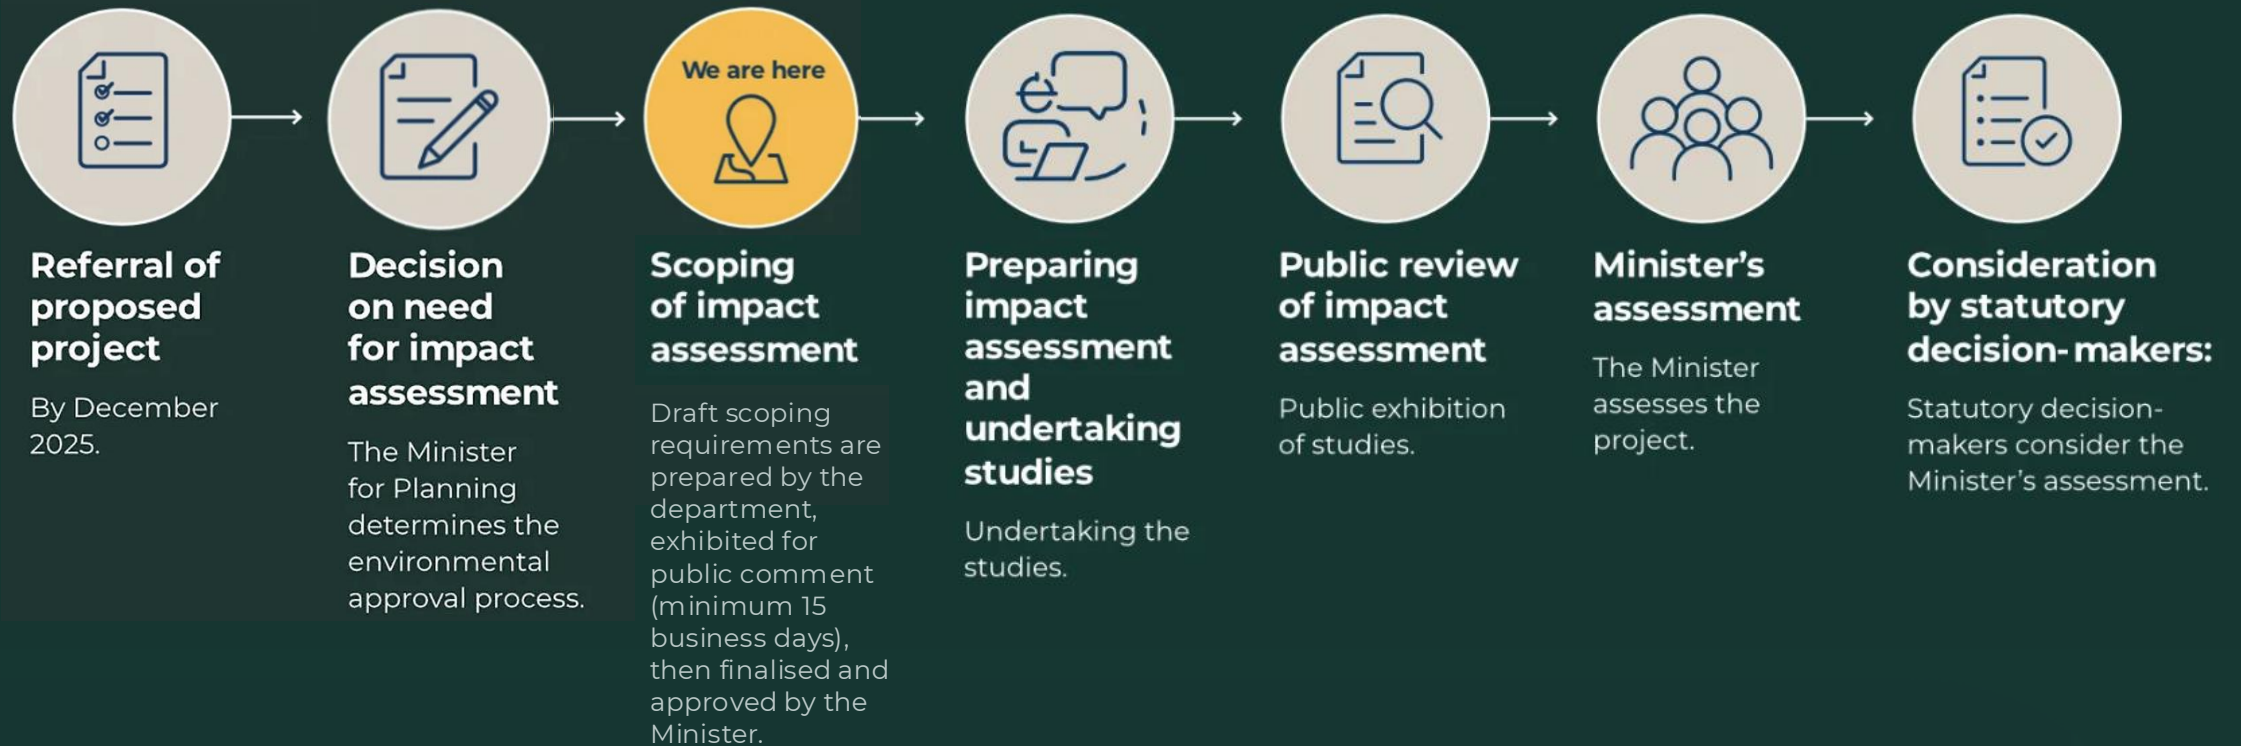 We are here
Referral of
proposed
project
By December
2025.
Decision
on need
for impact
assessment
The Minister
for Planning
determines the
environmental
approval process.
Scoping
of impact
assessment
Draft scoping
requirements are
prepared by the
department,
exhibited for
public comment
(minimum 15
business days),
then finalised and
approved by the
Minister.
Preparing
impact
assessment
and
undertaking
studies
Undertaking the
studies.
Public review
of impact
assessment
Public exhibition
of studies.
Minister’s
assessment
The Minister
assesses the
project.
Consideration
by statutory
decision-makers:
Statutory decision-
makers consider the
Minister’s assessment.